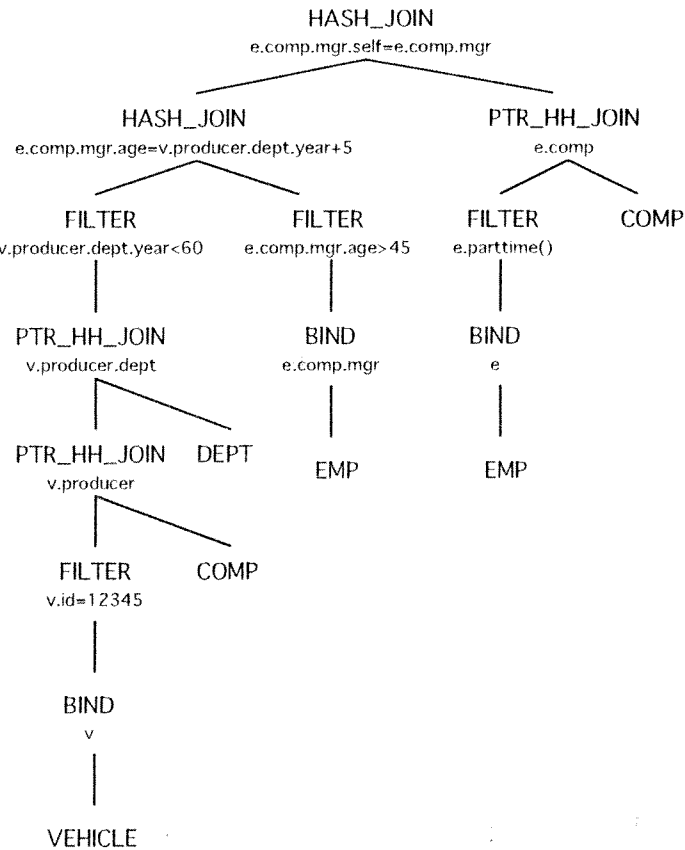 HASH_JOIN
e.comp.mgr.self=e.comp.mgr
HASH_JOIN PTR_HH_JOIN
e.comp.mgr.age=v.producer.dept.year+5 e.comp
FILTER FILTER FILTER COMP
v.producer.dept.year<60 e.comp.mgr.age>45 e.parttime()
PTR_HH_JOIN BIND BIND
v.producer.dept e.comp.mgr e
PTR_HH_JOIN DEPT EMP EMP
v.producer
FILTER COMP
v.id=12345
BIND
v
VEHICLE